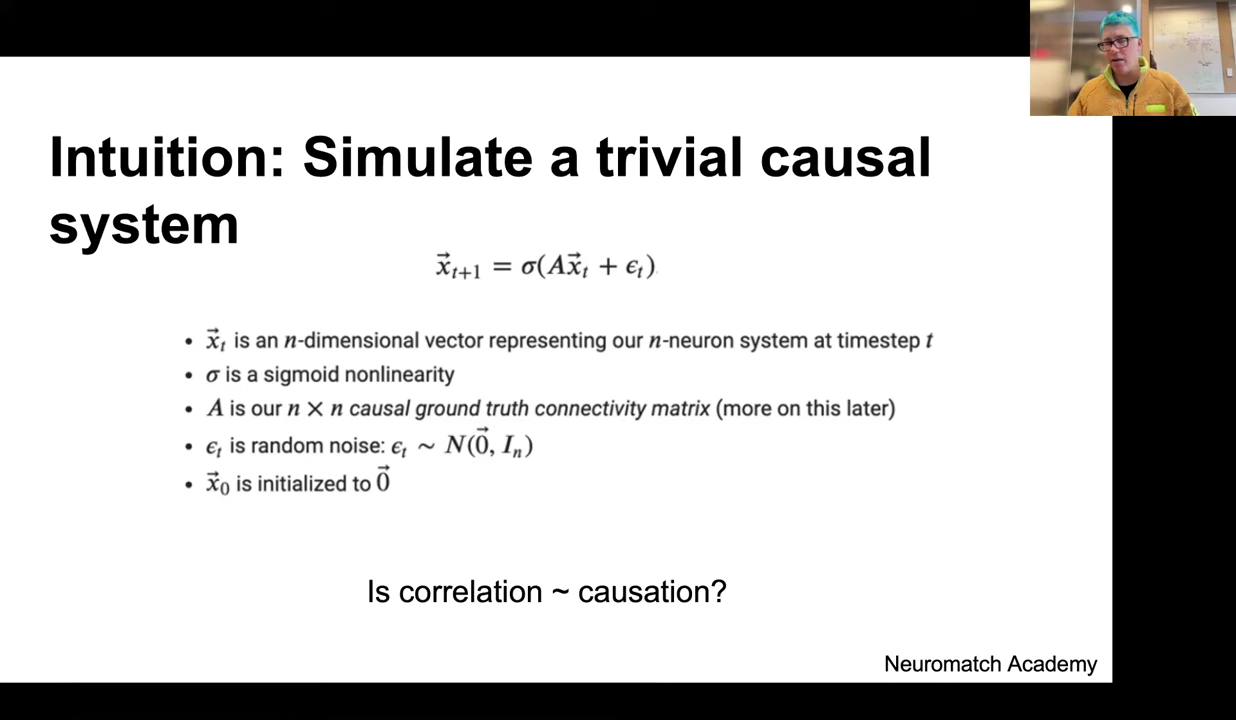 Intuition: Simulate a trivial causal
system
x⃗ₜ₊₁ = σ(Ax⃗ₜ + ϵₜ)
• x⃗ₜ is an n-dimensional vector representing our n-neuron system at timestep t
• σ is a sigmoid nonlinearity
• A is our n × n causal ground truth connectivity matrix (more on this later)
• ϵₜ is random noise: ϵₜ ~ N(0⃗, Iₙ)
• x⃗₀ is initialized to 0⃗
Is correlation ~ causation?
Neuromatch Academy